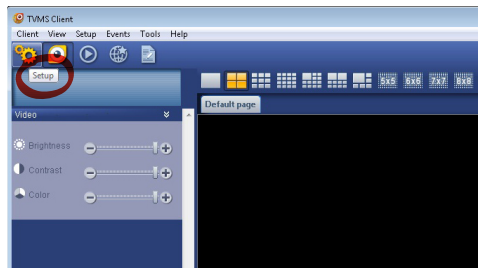 TVMS Client
Client View Setup Events Tools Help
Setup
5x5 6x6 7x7 8x8
Default page
Video
Brightness
Contrast
Color